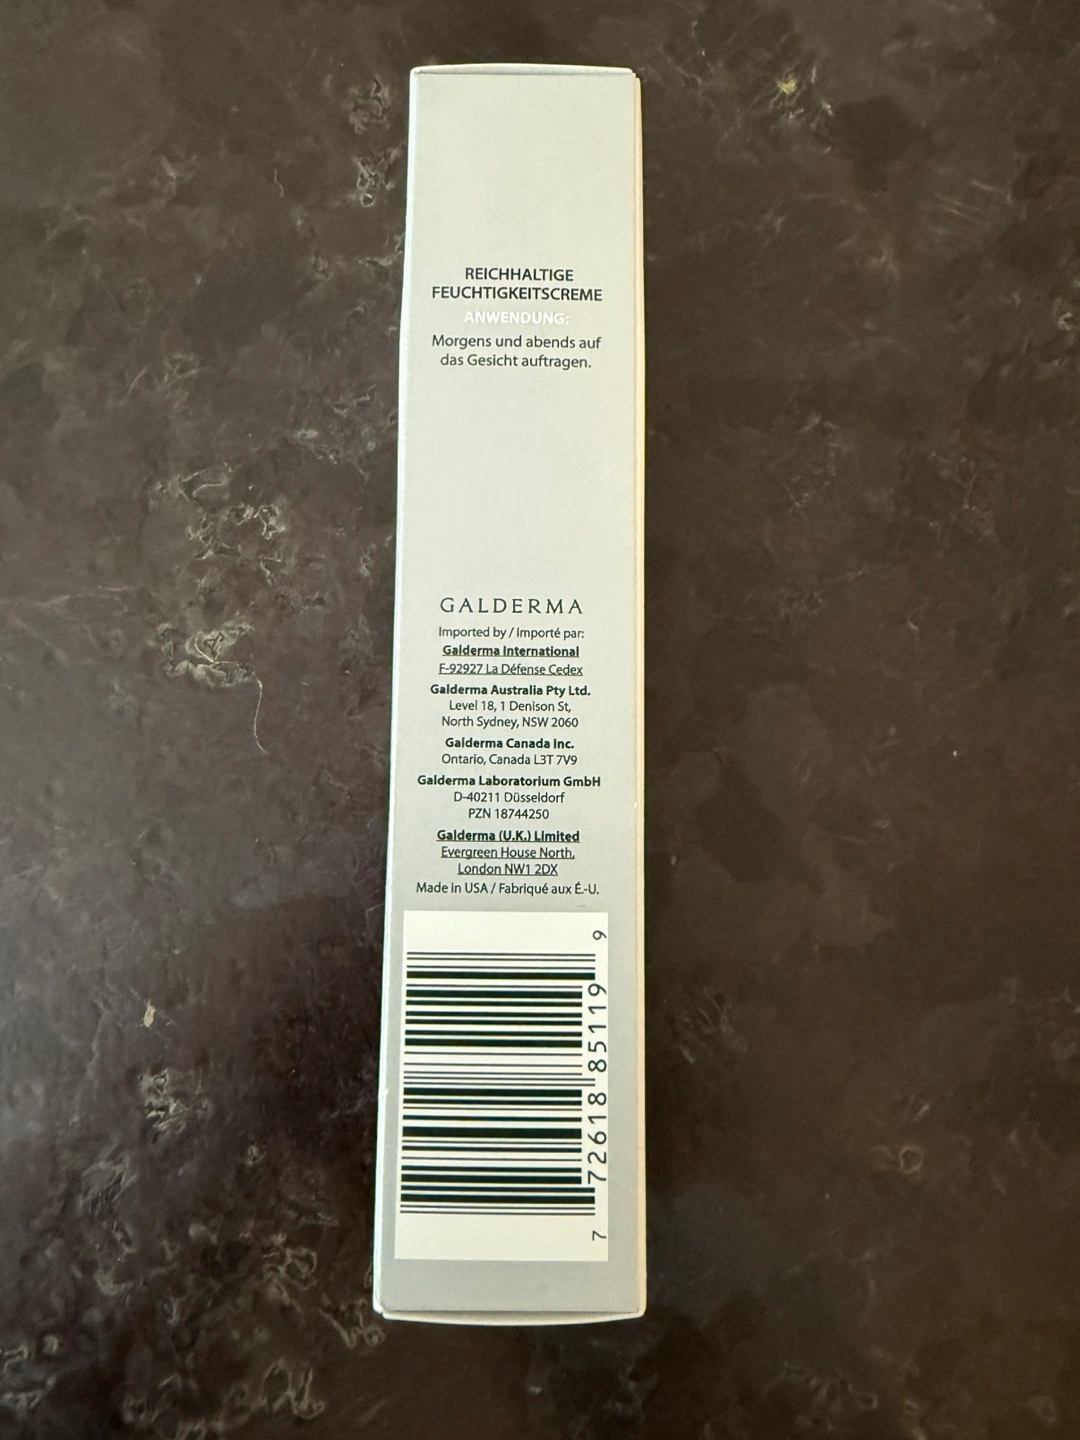 REICHHALTIGE
FEUCHTIGKEITSCREME
ANWENDUNG:
Morgens und abends auf
das Gesicht auftragen.
GALDERMA
Imported by / Importé par:
Galderma International
F-92927 La Défense Cedex
Galderma Australia Pty Ltd.
Level 18, 1 Denison St,
North Sydney, NSW 2060
Galderma Canada Inc.
Ontario, Canada L3T 7V9
Galderma Laboratorium GmbH
D-40211 Düsseldorf
PZN 18744250
Galderma (U.K.) Limited
Evergreen House North,
London NW1 2DX
Made in USA / Fabriqué aux É.-U.
7 72618 85119 9